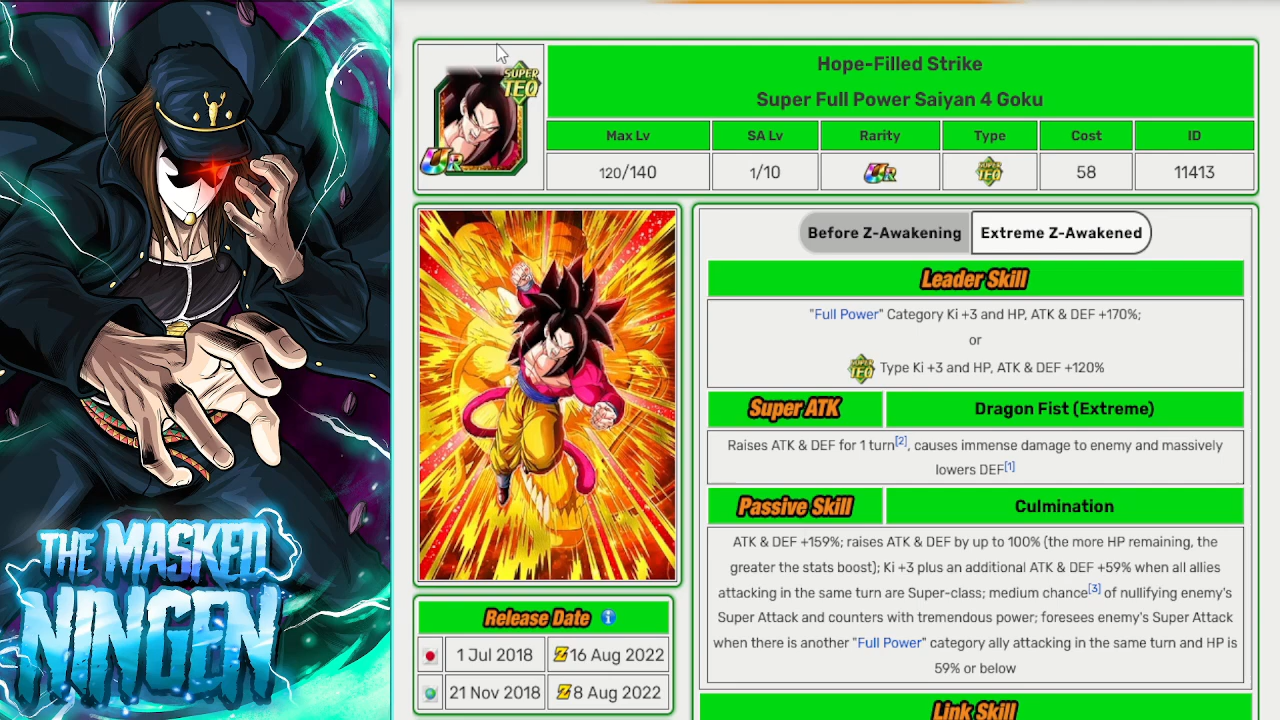 THE MASKED
NINGEN
SUPER
TEQ
UR
Hope-Filled Strike
Super Full Power Saiyan 4 Goku
Max Lv
SA Lv
Rarity
Type
Cost
ID
120/140
1/10
UR
SUPER
TEQ
58
11413
Before Z-Awakening
Extreme Z-Awakened
Leader Skill
"Full Power" Category Ki +3 and HP, ATK & DEF +170%;
or
SUPER TEQ Type Ki +3 and HP, ATK & DEF +120%
Super ATK
Dragon Fist (Extreme)
Raises ATK & DEF for 1 turn[2], causes immense damage to enemy and massively
lowers DEF[1]
Passive Skill
Culmination
ATK & DEF +159%; raises ATK & DEF by up to 100% (the more HP remaining, the
greater the stats boost); Ki +3 plus an additional ATK & DEF +59% when all allies
attacking in the same turn are Super-class; medium chance[3] of nullifying enemy's
Super Attack and counters with tremendous power; foresees enemy's Super Attack
when there is another "Full Power" category ally attacking in the same turn and HP is
59% or below
Link Skill
Release Date i
1 Jul 2018
Z 16 Aug 2022
21 Nov 2018
Z 8 Aug 2022